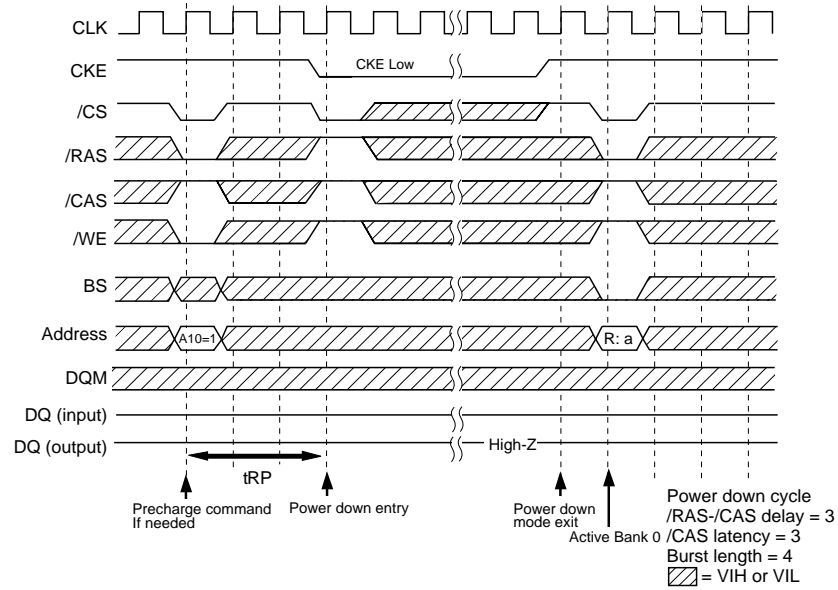 CLK
CKE
CKE Low
/CS
/RAS
/CAS
/WE
BS
Address
A10=1
R: a
DQM
DQ (input)
DQ (output)
High-Z
tRP
Precharge command
If needed
Power down entry
Power down
mode exit
Active Bank 0
Power down cycle
/RAS-/CAS delay = 3
/CAS latency = 3
Burst length = 4
= VIH or VIL